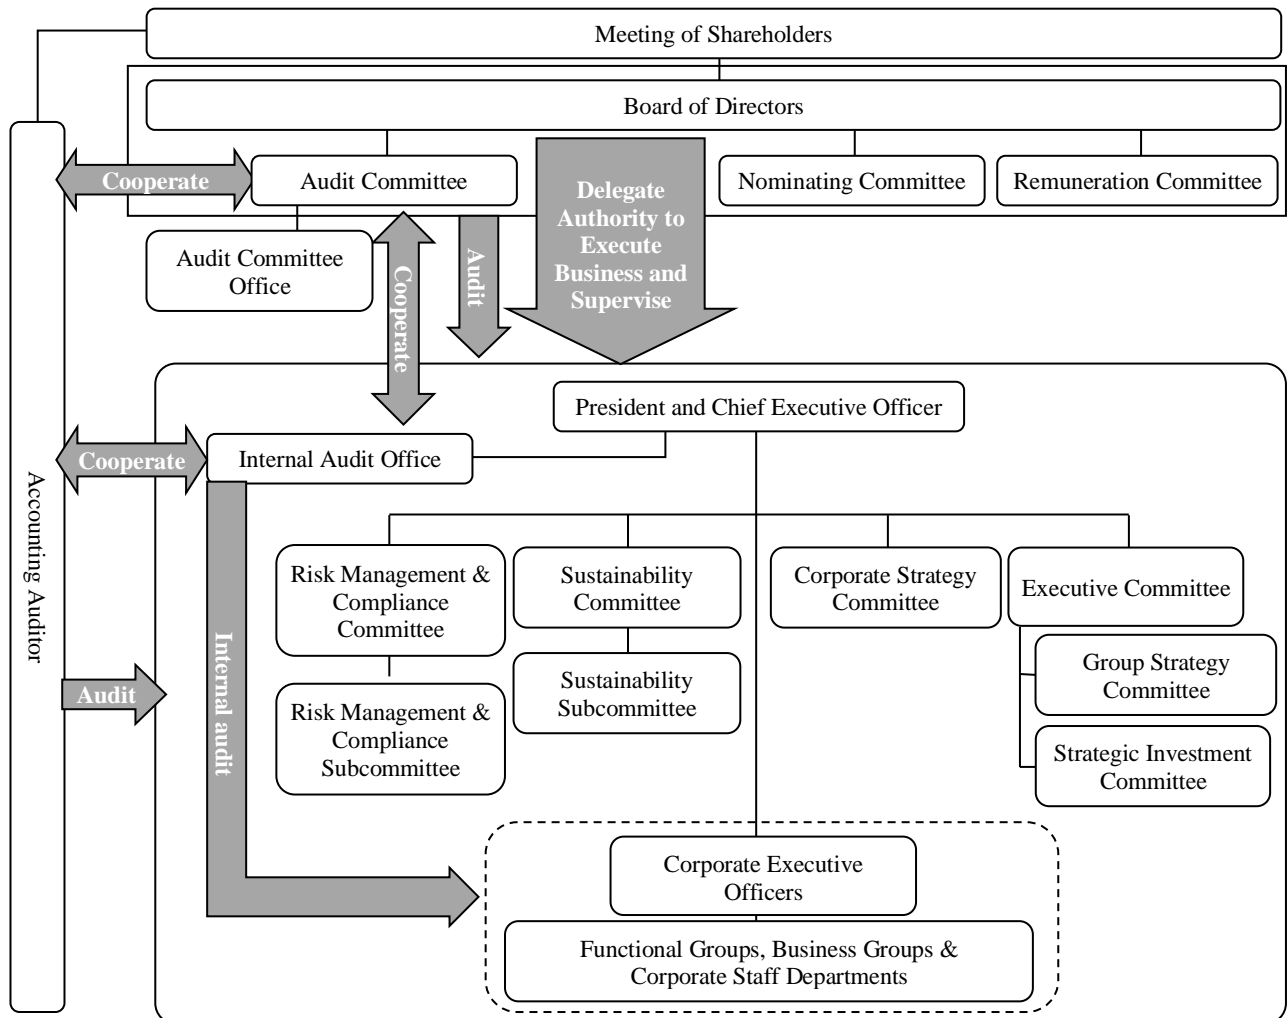 Meeting of Shareholders
Board of Directors
Cooperate
Audit Committee
Delegate
Authority to
Execute
Business and
Supervise
Nominating Committee
Remuneration Committee
Audit Committee
Office
Cooperate
Audit
President and Chief Executive Officer
Cooperate
Internal Audit Office
Accounting Auditor
Risk Management &
Compliance
Committee
Sustainability
Committee
Corporate Strategy
Committee
Executive Committee
Internal audit
Audit
Risk Management &
Compliance
Subcommittee
Sustainability
Subcommittee
Group Strategy
Committee
Strategic Investment
Committee
Corporate Executive
Officers
Functional Groups, Business Groups &
Corporate Staff Departments